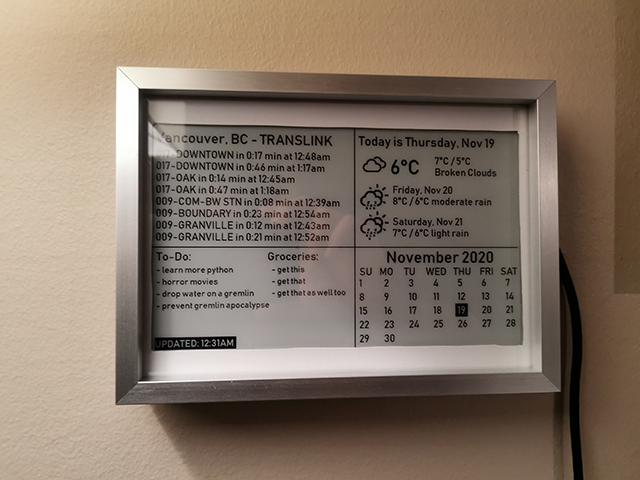 Vancouver, BC - TRANSLINK
017-DOWNTOWN in 0:17 min at 12:48am
017-DOWNTOWN in 0:46 min at 1:17am
017-OAK in 0:14 min at 12:45am
017-OAK in 0:47 min at 1:18am
009-COM-BW STN in 0:08 min at 12:39am
009-BOUNDARY in 0:23 min at 12:54am
009-GRANVILLE in 0:12 min at 12:43am
009-GRANVILLE in 0:21 min at 12:52am
Today is Thursday, Nov 19
6°C
7°C / 5°C
Broken Clouds
Friday, Nov 20
8°C / 6°C moderate rain
Saturday, Nov 21
7°C / 6°C light rain
To-Do:
- learn more python
- horror movies
- drop water on a gremlin
- prevent gremlin apocalypse
Groceries:
- get this
- get that
- get that as well too
UPDATED: 12:31AM
November 2020
SU MO TU WED THU FRI SAT
1 2 3 4 5 6 7
8 9 10 11 12 13 14
15 16 17 18 19 20 21
22 23 24 25 26 27 28
29 30